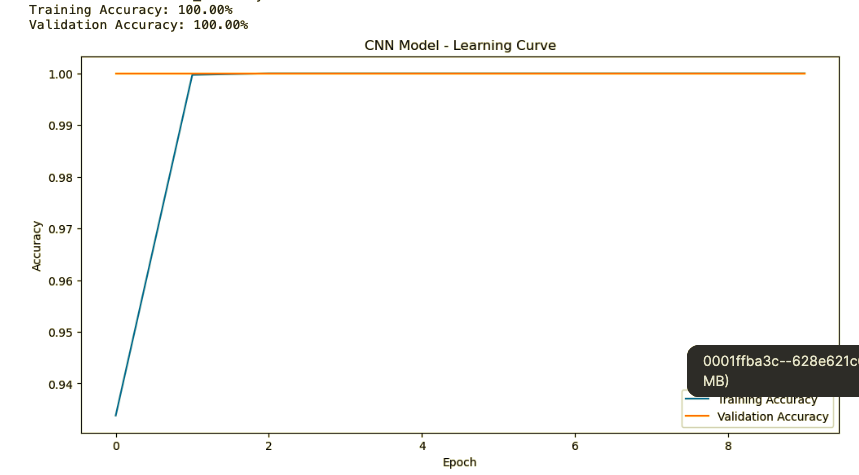 Training Accuracy: 100.00%
Validation Accuracy: 100.00%
CNN Model - Learning Curve
1.00
0.99
0.98
0.97
0.96
0.95
0.94
Accuracy
0001ffba3c--628e621c
MB)
Training Accuracy
Validation Accuracy
0 2 4 6 8
Epoch